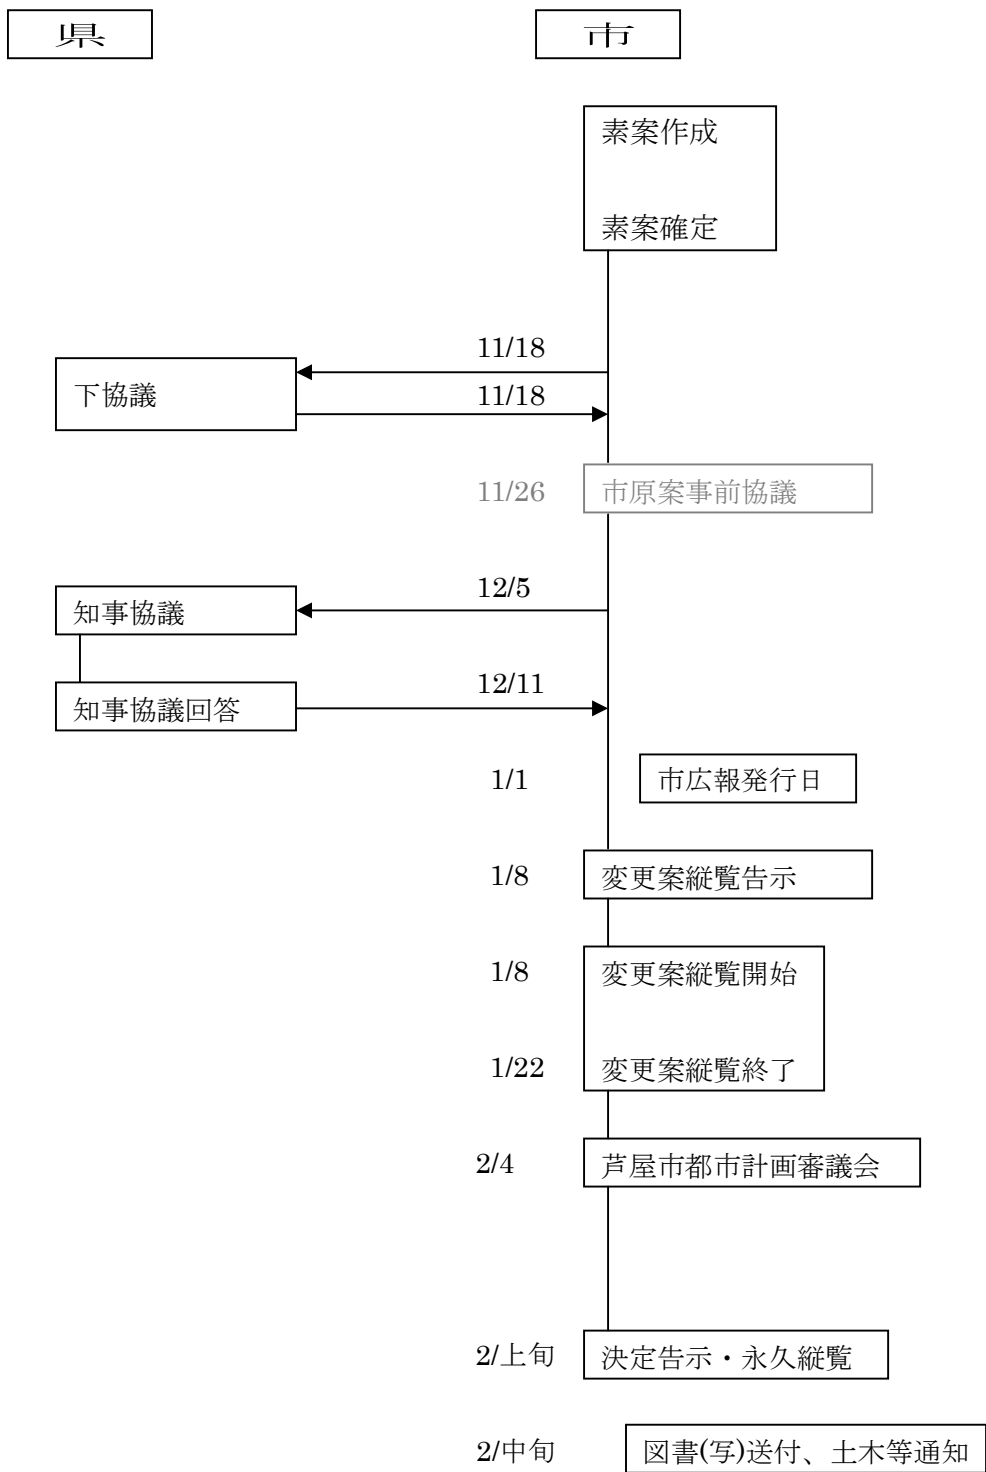 県
市
素案作成
素案確定
11/18
下協議
11/18
11/26
市原案事前協議
12/5
知事協議
12/11
知事協議回答
1/1
市広報発行日
1/8
変更案縦覧告示
1/8
変更案縦覧開始
1/22
変更案縦覧終了
2/4
芦屋市都市計画審議会
2/上旬
決定告示・永久縦覧
2/中旬
図書(写)送付、土木等通知